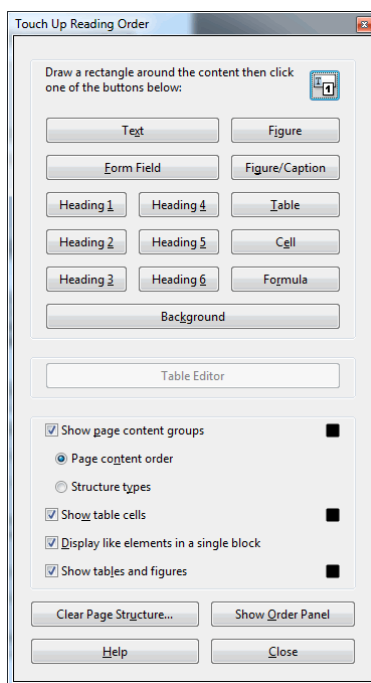 Touch Up Reading Order
Draw a rectangle around the content then click
one of the buttons below:
Text
Figure
Form Field
Figure/Caption
Heading 1
Heading 4
Table
Heading 2
Heading 5
Cell
Heading 3
Heading 6
Formula
Background
Table Editor
Show page content groups
Page content order
Structure types
Show table cells
Display like elements in a single block
Show tables and figures
Clear Page Structure...
Show Order Panel
Help
Close